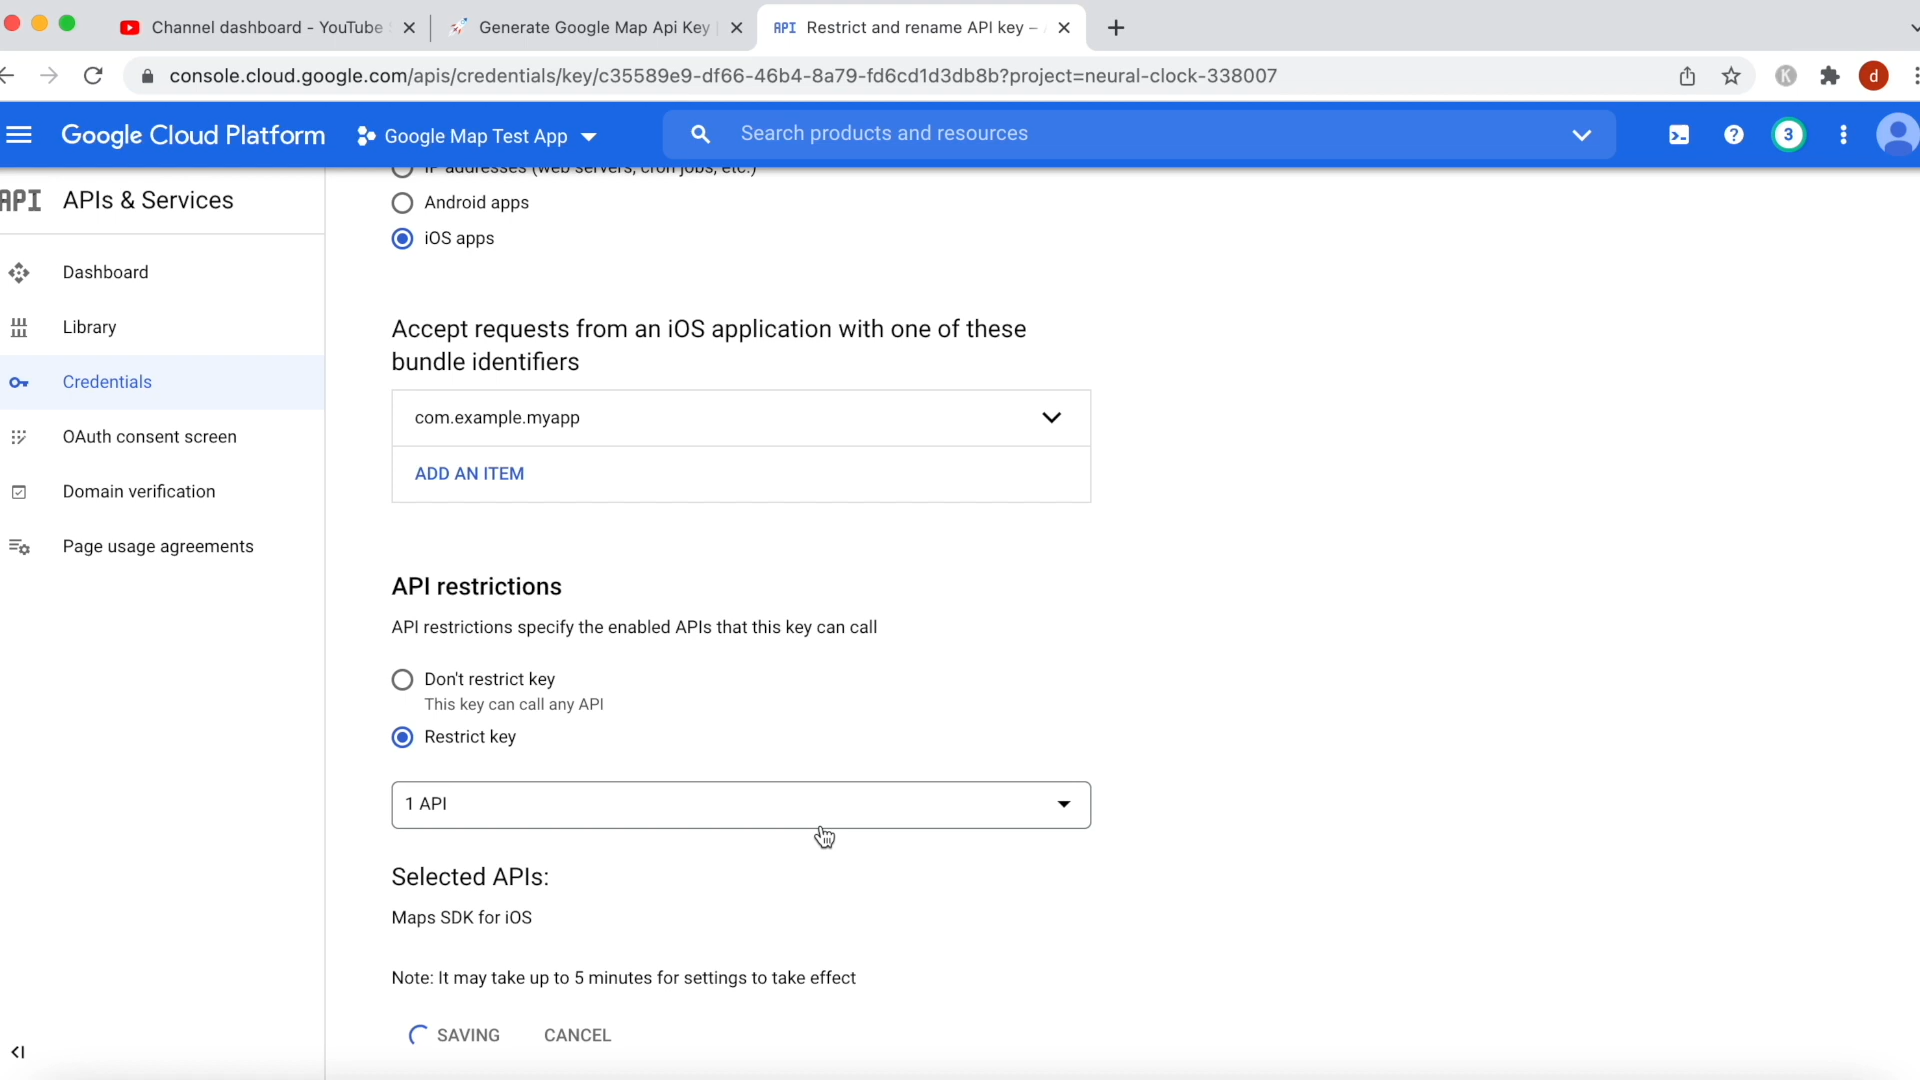 Channel dashboard - YouTube
Generate Google Map Api Key
API Restrict and rename API key –
console.cloud.google.com/apis/credentials/key/c35589e9-df66-46b4-8a79-fd6cd1d3db8b?project=neural-clock-338007
K
d
Google Cloud Platform
Google Map Test App
Search products and resources
3
API APIs & Services
Dashboard
Library
Credentials
OAuth consent screen
Domain verification
Page usage agreements
IP addresses (web servers, cron jobs, etc.)
Android apps
iOS apps
Accept requests from an iOS application with one of these
bundle identifiers
com.example.myapp
ADD AN ITEM
API restrictions
API restrictions specify the enabled APIs that this key can call
Don't restrict key
This key can call any API
Restrict key
1 API
Selected APIs:
Maps SDK for iOS
Note: It may take up to 5 minutes for settings to take effect
SAVING
CANCEL